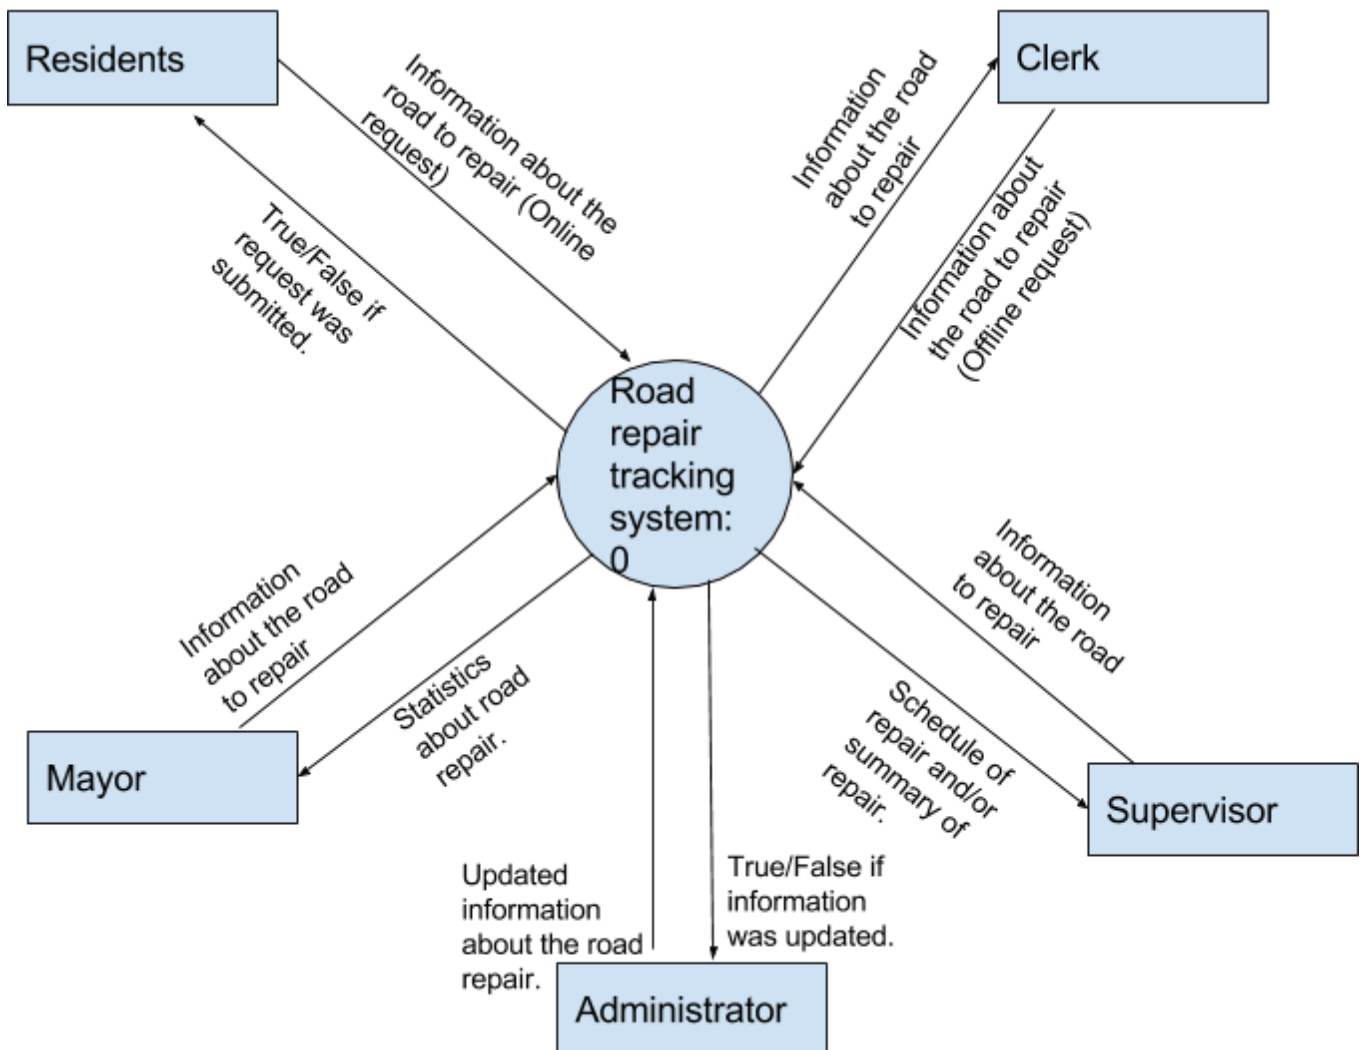 Residents
Clerk
Information about the
road to repair (Online
request)
Information
about the road
to repair
True/False if
request was
submitted.
Information about
the road to repair
(Offline request)
Road
repair
tracking
system:
0
Information
about the road
to repair
Statistics
about road
repair.
Information
about the road
to repair
Schedule of
repair and/or
summary of
repair.
Mayor
Supervisor
Updated
information
about the road
repair.
True/False if
information
was updated.
Administrator